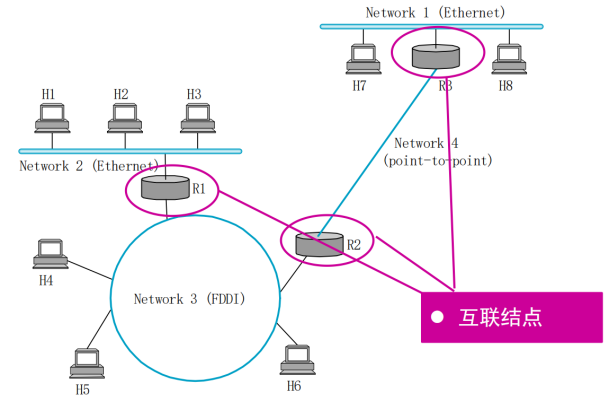 Network 1 (Ethernet)
H7
R3
H8
H1
H2
H3
Network 2 (Ethernet)
R1
Network 4
(point-to-point)
R2
H4
Network 3 (FDDI)
H5
H6
互联结点